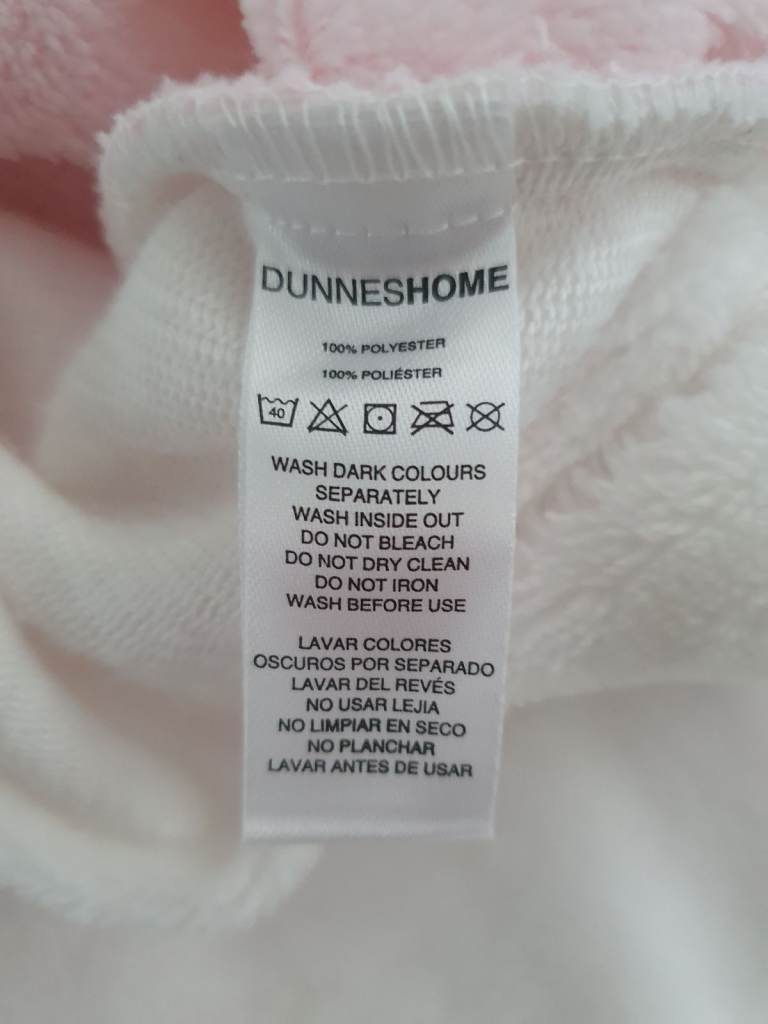 DUNNESHOME
100% POLYESTER
100% POLIÉSTER
40
WASH DARK COLOURS
SEPARATELY
WASH INSIDE OUT
DO NOT BLEACH
DO NOT DRY CLEAN
DO NOT IRON
WASH BEFORE USE
LAVAR COLORES
OSCUROS POR SEPARADO
LAVAR DEL REVÉS
NO USAR LEJIA
NO LIMPIAR EN SECO
NO PLANCHAR
LAVAR ANTES DE USAR